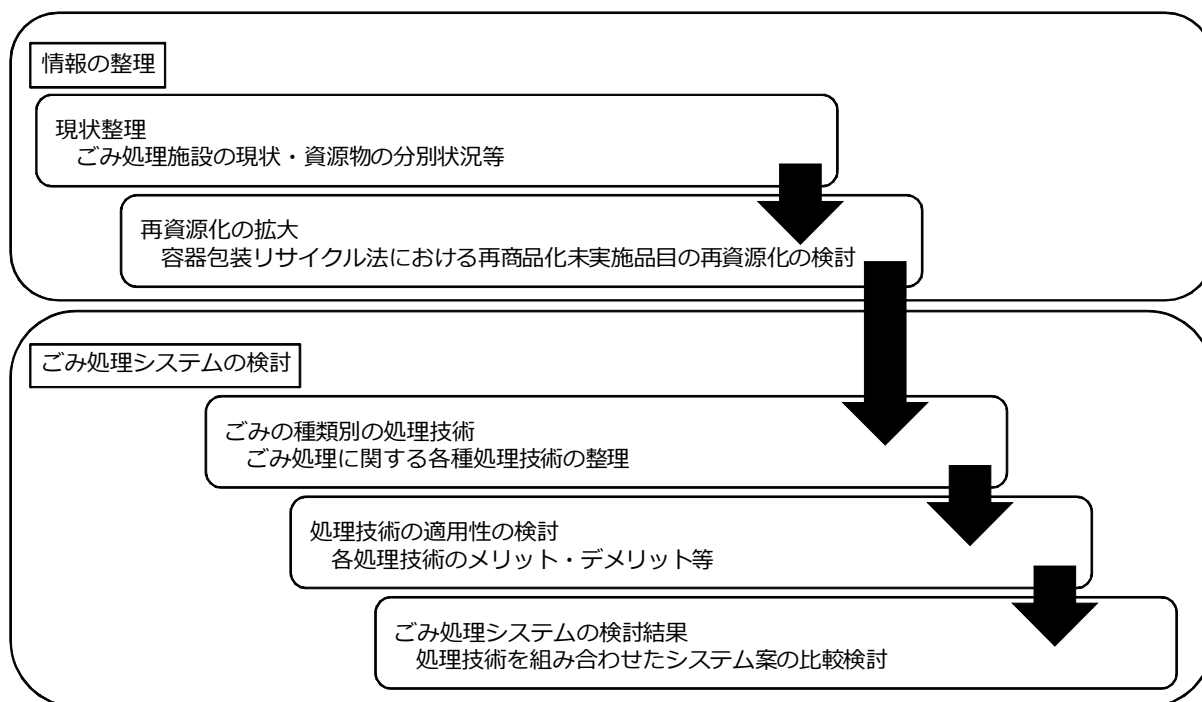 情報の整理
現状整理
ごみ処理施設の現状・資源物の分別状況等
再資源化の拡大
容器包装リサイクル法における再商品化未実施品目の再資源化の検討
ごみ処理システムの検討
ごみの種類別の処理技術
ごみ処理に関する各種処理技術の整理
処理技術の適用性の検討
各処理技術のメリット・デメリット等
ごみ処理システムの検討結果
処理技術を組み合わせたシステム案の比較検討